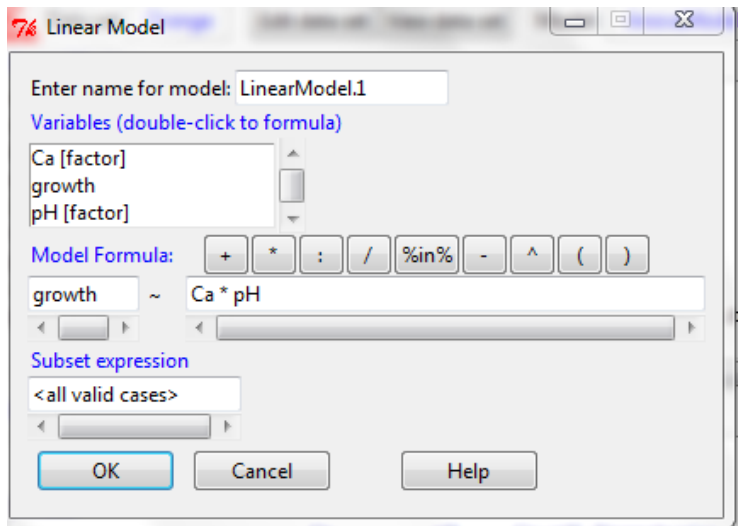 Linear Model
Enter name for model: LinearModel.1
Variables (double-click to formula)
Ca [factor]
growth
pH [factor]
Model Formula: + * : / %in% - ^ ( )
growth ~ Ca * pH
Subset expression
<all valid cases>
OK Cancel Help